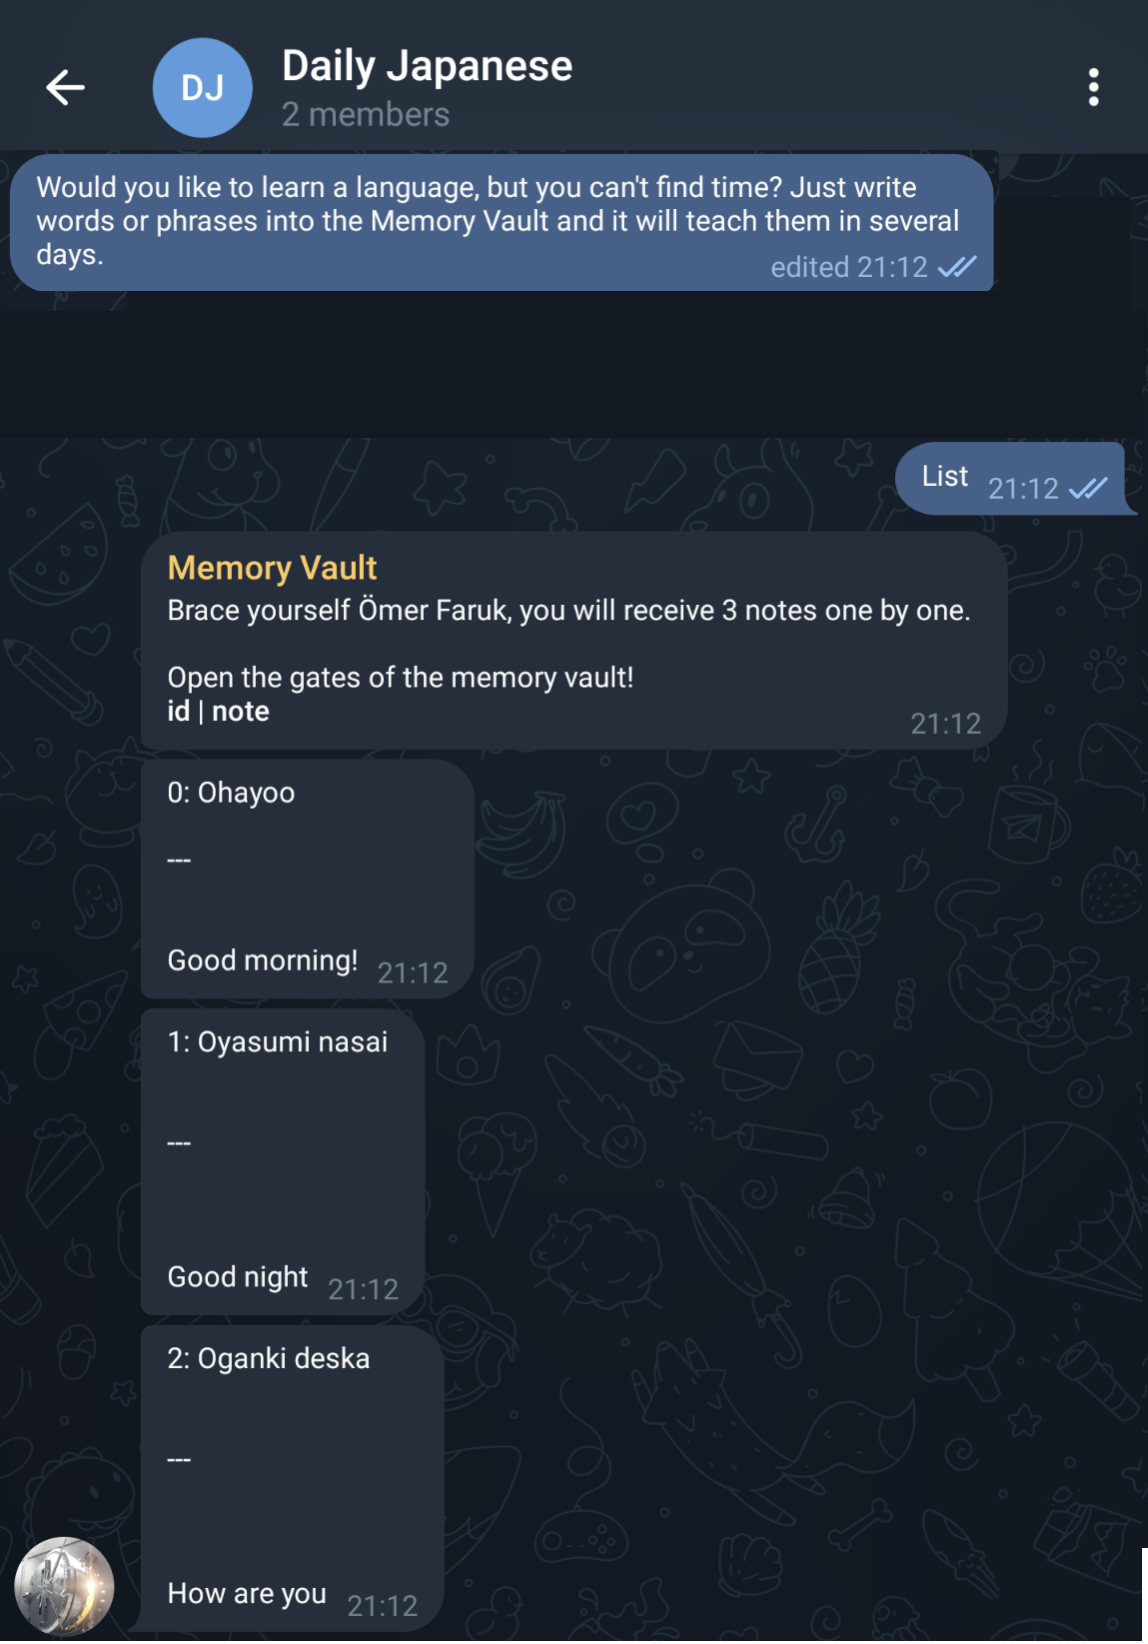 DJ
Daily Japanese
2 members
Would you like to learn a language, but you can't find time? Just write
words or phrases into the Memory Vault and it will teach them in several
days.
edited 21:12
List 21:12
Memory Vault
Brace yourself Ömer Faruk, you will receive 3 notes one by one.
Open the gates of the memory vault!
id | note
21:12
0: Ohayoo
---
Good morning! 21:12
1: Oyasumi nasai
---
Good night 21:12
2: Oganki deska
---
How are you 21:12